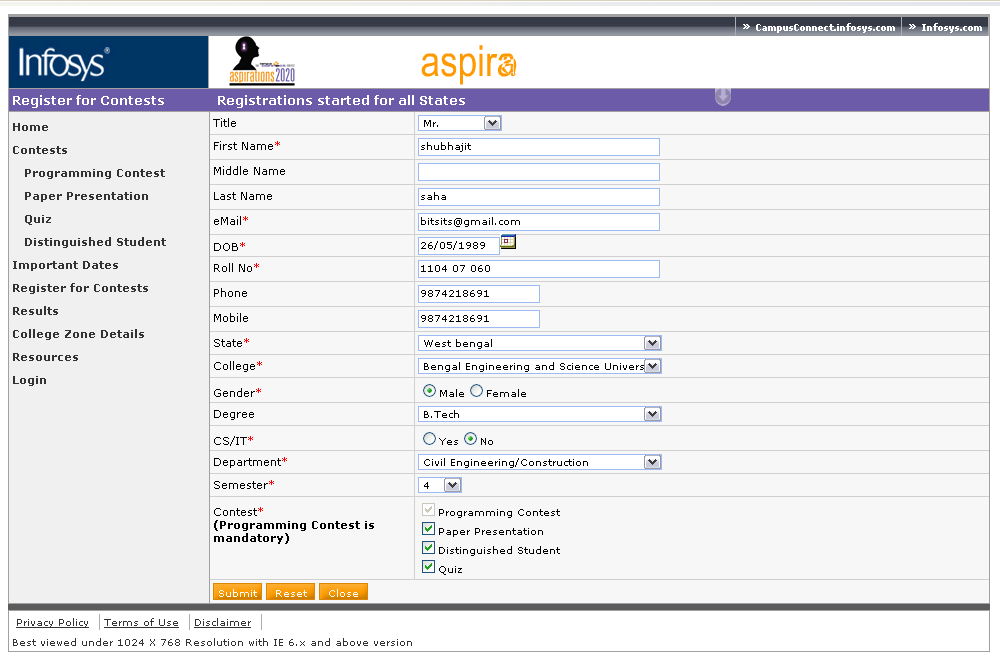 » CampusConnect.infosys.com » Infosys.com
Infosys®
aspirations 2020
aspira
Register for Contests Registrations started for all States
Home
Contests
Programming Contest
Paper Presentation
Quiz
Distinguished Student
Important Dates
Register for Contests
Results
College Zone Details
Resources
Login
Title Mr.
First Name* shubhajit
Middle Name
Last Name saha
eMail* bitsits@gmail.com
DOB* 26/05/1989
Roll No* 1104 07 060
Phone 9874218691
Mobile 9874218691
State* West bengal
College* Bengal Engineering and Science Univers
Gender* Male Female
Degree B.Tech
CS/IT* Yes No
Department* Civil Engineering/Construction
Semester* 4
Contest*
(Programming Contest is
mandatory)
Programming Contest
Paper Presentation
Distinguished Student
Quiz
Submit Reset Close
Privacy Policy Terms of Use Disclaimer
Best viewed under 1024 X 768 Resolution with IE 6.x and above version